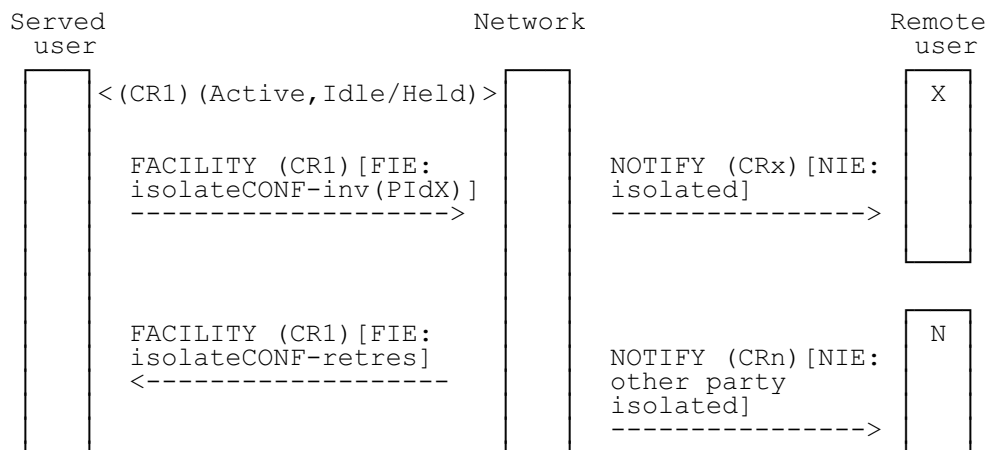 Served Network Remote
user user
<(CR1)(Active,Idle/Held)> X
FACILITY (CR1)[FIE: NOTIFY (CRx)[NIE:
isolateCONF-inv(PIdX)] isolated]
--------------------> ---------------->
FACILITY (CR1)[FIE: N
isolateCONF-retres] NOTIFY (CRn)[NIE:
<------------------- other party
isolated]
---------------->